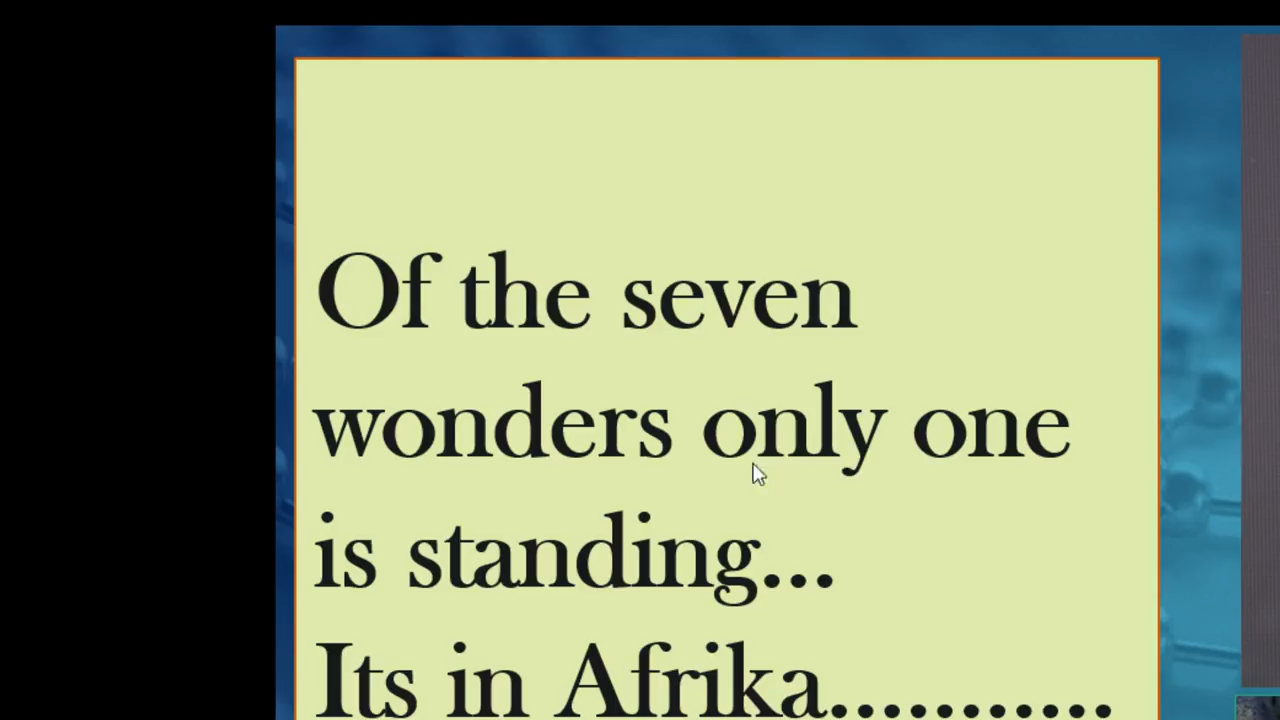 Of the seven
wonders only one
is standing...
Its in Afrika...........